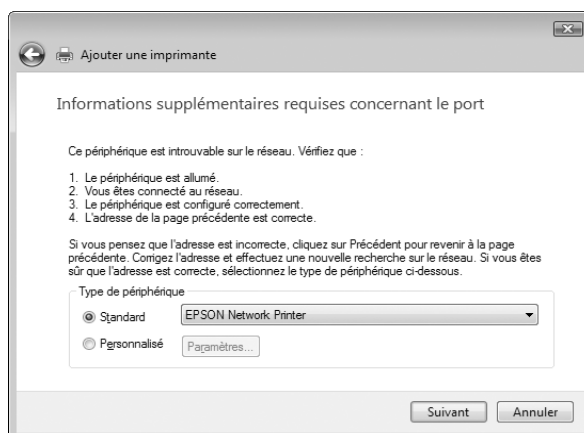 Ajouter une imprimante
Informations supplémentaires requises concernant le port
Ce périphérique est introuvable sur le réseau. Vérifiez que :
1. Le périphérique est allumé.
2. Vous êtes connecté au réseau.
3. Le périphérique est configuré correctement.
4. L'adresse de la page précédente est correcte.
Si vous pensez que l'adresse est incorrecte, cliquez sur Précédent pour revenir à la page
précédente. Corrigez l'adresse et effectuez une nouvelle recherche sur le réseau. Si vous êtes
sûr que l'adresse est correcte, sélectionnez le type de périphérique ci-dessous.
Type de périphérique
Standard EPSON Network Printer
Personnalisé Paramètres...
Suivant Annuler